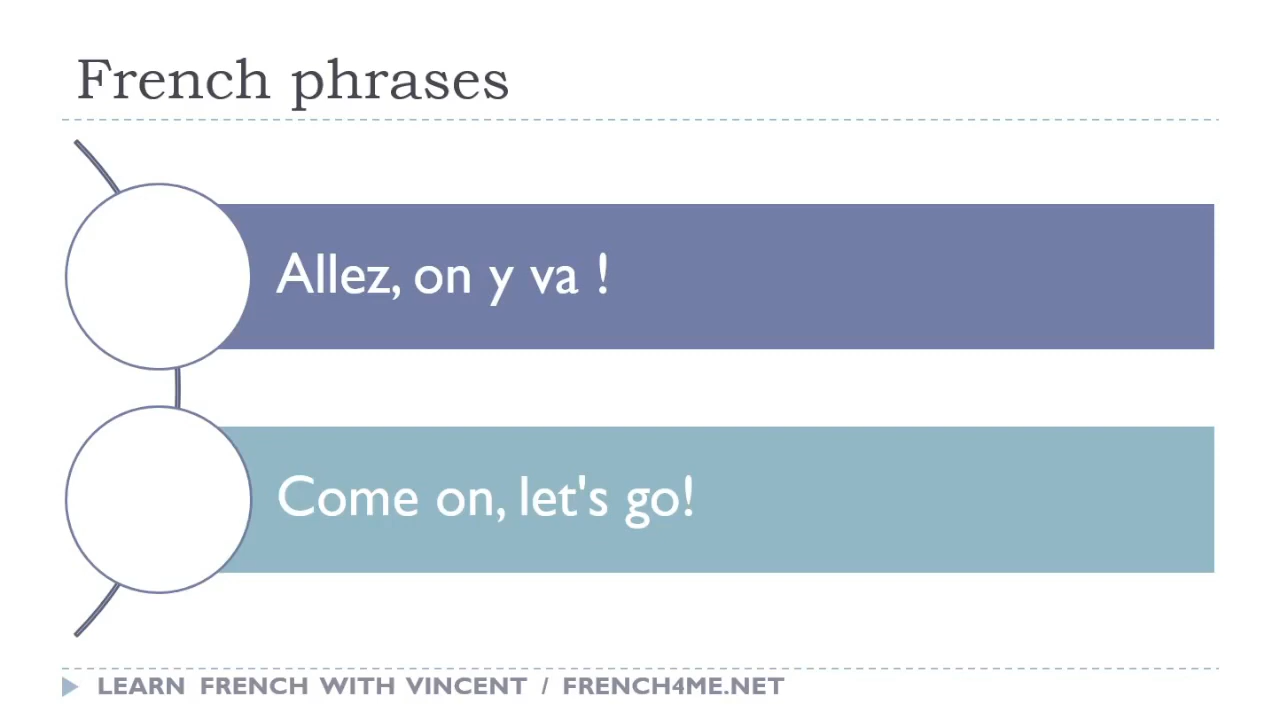 French phrases
Allez, on y va !
Come on, let's go!
LEARN FRENCH WITH VINCENT / FRENCH4ME.NET